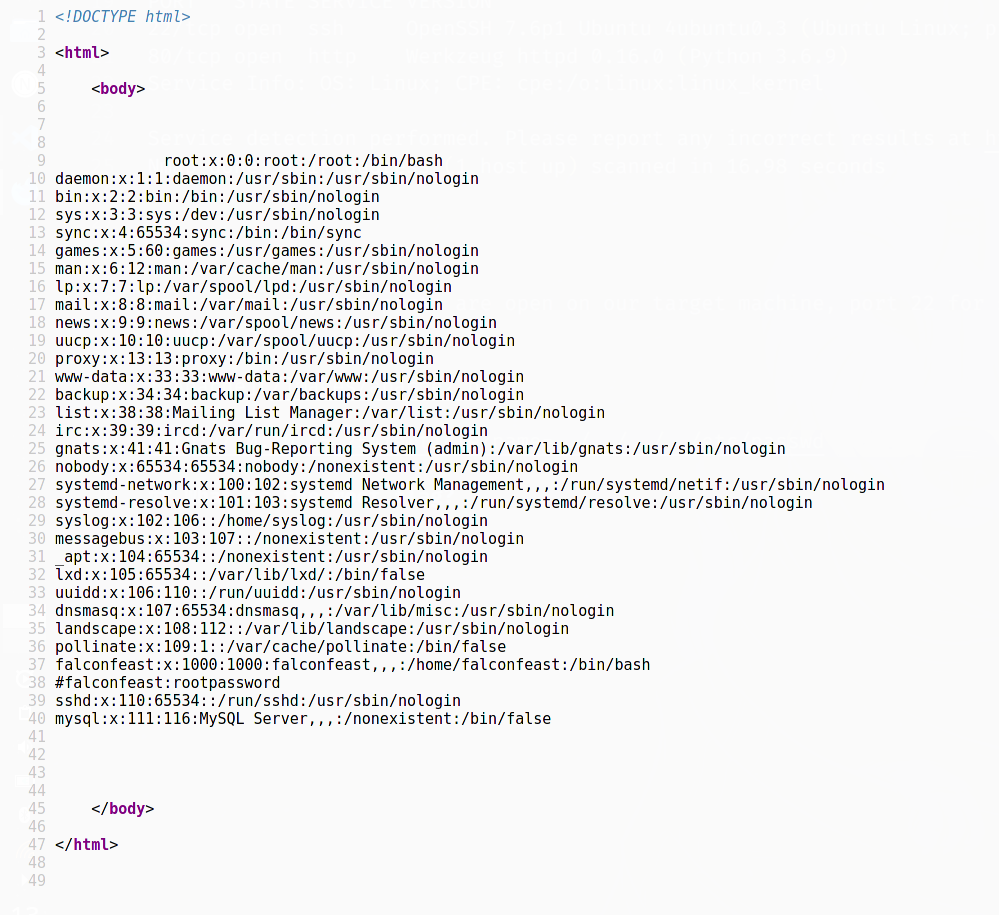 1 <!DOCTYPE html>
2
3 <html>
4
5 <body>
6
7
8
9 root:x:0:0:root:/root:/bin/bash
10 daemon:x:1:1:daemon:/usr/sbin:/usr/sbin/nologin
11 bin:x:2:2:bin:/bin:/usr/sbin/nologin
12 sys:x:3:3:sys:/dev:/usr/sbin/nologin
13 sync:x:4:65534:sync:/bin:/bin/sync
14 games:x:5:60:games:/usr/games:/usr/sbin/nologin
15 man:x:6:12:man:/var/cache/man:/usr/sbin/nologin
16 lp:x:7:7:lp:/var/spool/lpd:/usr/sbin/nologin
17 mail:x:8:8:mail:/var/mail:/usr/sbin/nologin
18 news:x:9:9:news:/var/spool/news:/usr/sbin/nologin
19 uucp:x:10:10:uucp:/var/spool/uucp:/usr/sbin/nologin
20 proxy:x:13:13:proxy:/bin:/usr/sbin/nologin
21 www-data:x:33:33:www-data:/var/www:/usr/sbin/nologin
22 backup:x:34:34:backup:/var/backups:/usr/sbin/nologin
23 list:x:38:38:Mailing List Manager:/var/list:/usr/sbin/nologin
24 irc:x:39:39:ircd:/var/run/ircd:/usr/sbin/nologin
25 gnats:x:41:41:Gnats Bug-Reporting System (admin):/var/lib/gnats:/usr/sbin/nologin
26 nobody:x:65534:65534:nobody:/nonexistent:/usr/sbin/nologin
27 systemd-network:x:100:102:systemd Network Management,,,:/run/systemd/netif:/usr/sbin/nologin
28 systemd-resolve:x:101:103:systemd Resolver,,,:/run/systemd/resolve:/usr/sbin/nologin
29 syslog:x:102:106::/home/syslog:/usr/sbin/nologin
30 messagebus:x:103:107::/nonexistent:/usr/sbin/nologin
31 _apt:x:104:65534::/nonexistent:/usr/sbin/nologin
32 lxd:x:105:65534::/var/lib/lxd/:/bin/false
33 uuidd:x:106:110::/run/uuidd:/usr/sbin/nologin
34 dnsmasq:x:107:65534:dnsmasq,,,:/var/lib/misc:/usr/sbin/nologin
35 landscape:x:108:112::/var/lib/landscape:/usr/sbin/nologin
36 pollinate:x:109:1::/var/cache/pollinate:/bin/false
37 falconfeast:x:1000:1000:falconfeast,,,:/home/falconfeast:/bin/bash
38 #falconfeast:rootpassword
39 sshd:x:110:65534::/run/sshd:/usr/sbin/nologin
40 mysql:x:111:116:MySQL Server,,,:/nonexistent:/bin/false
41
42
43
44
45 </body>
46
47 </html>
48
49